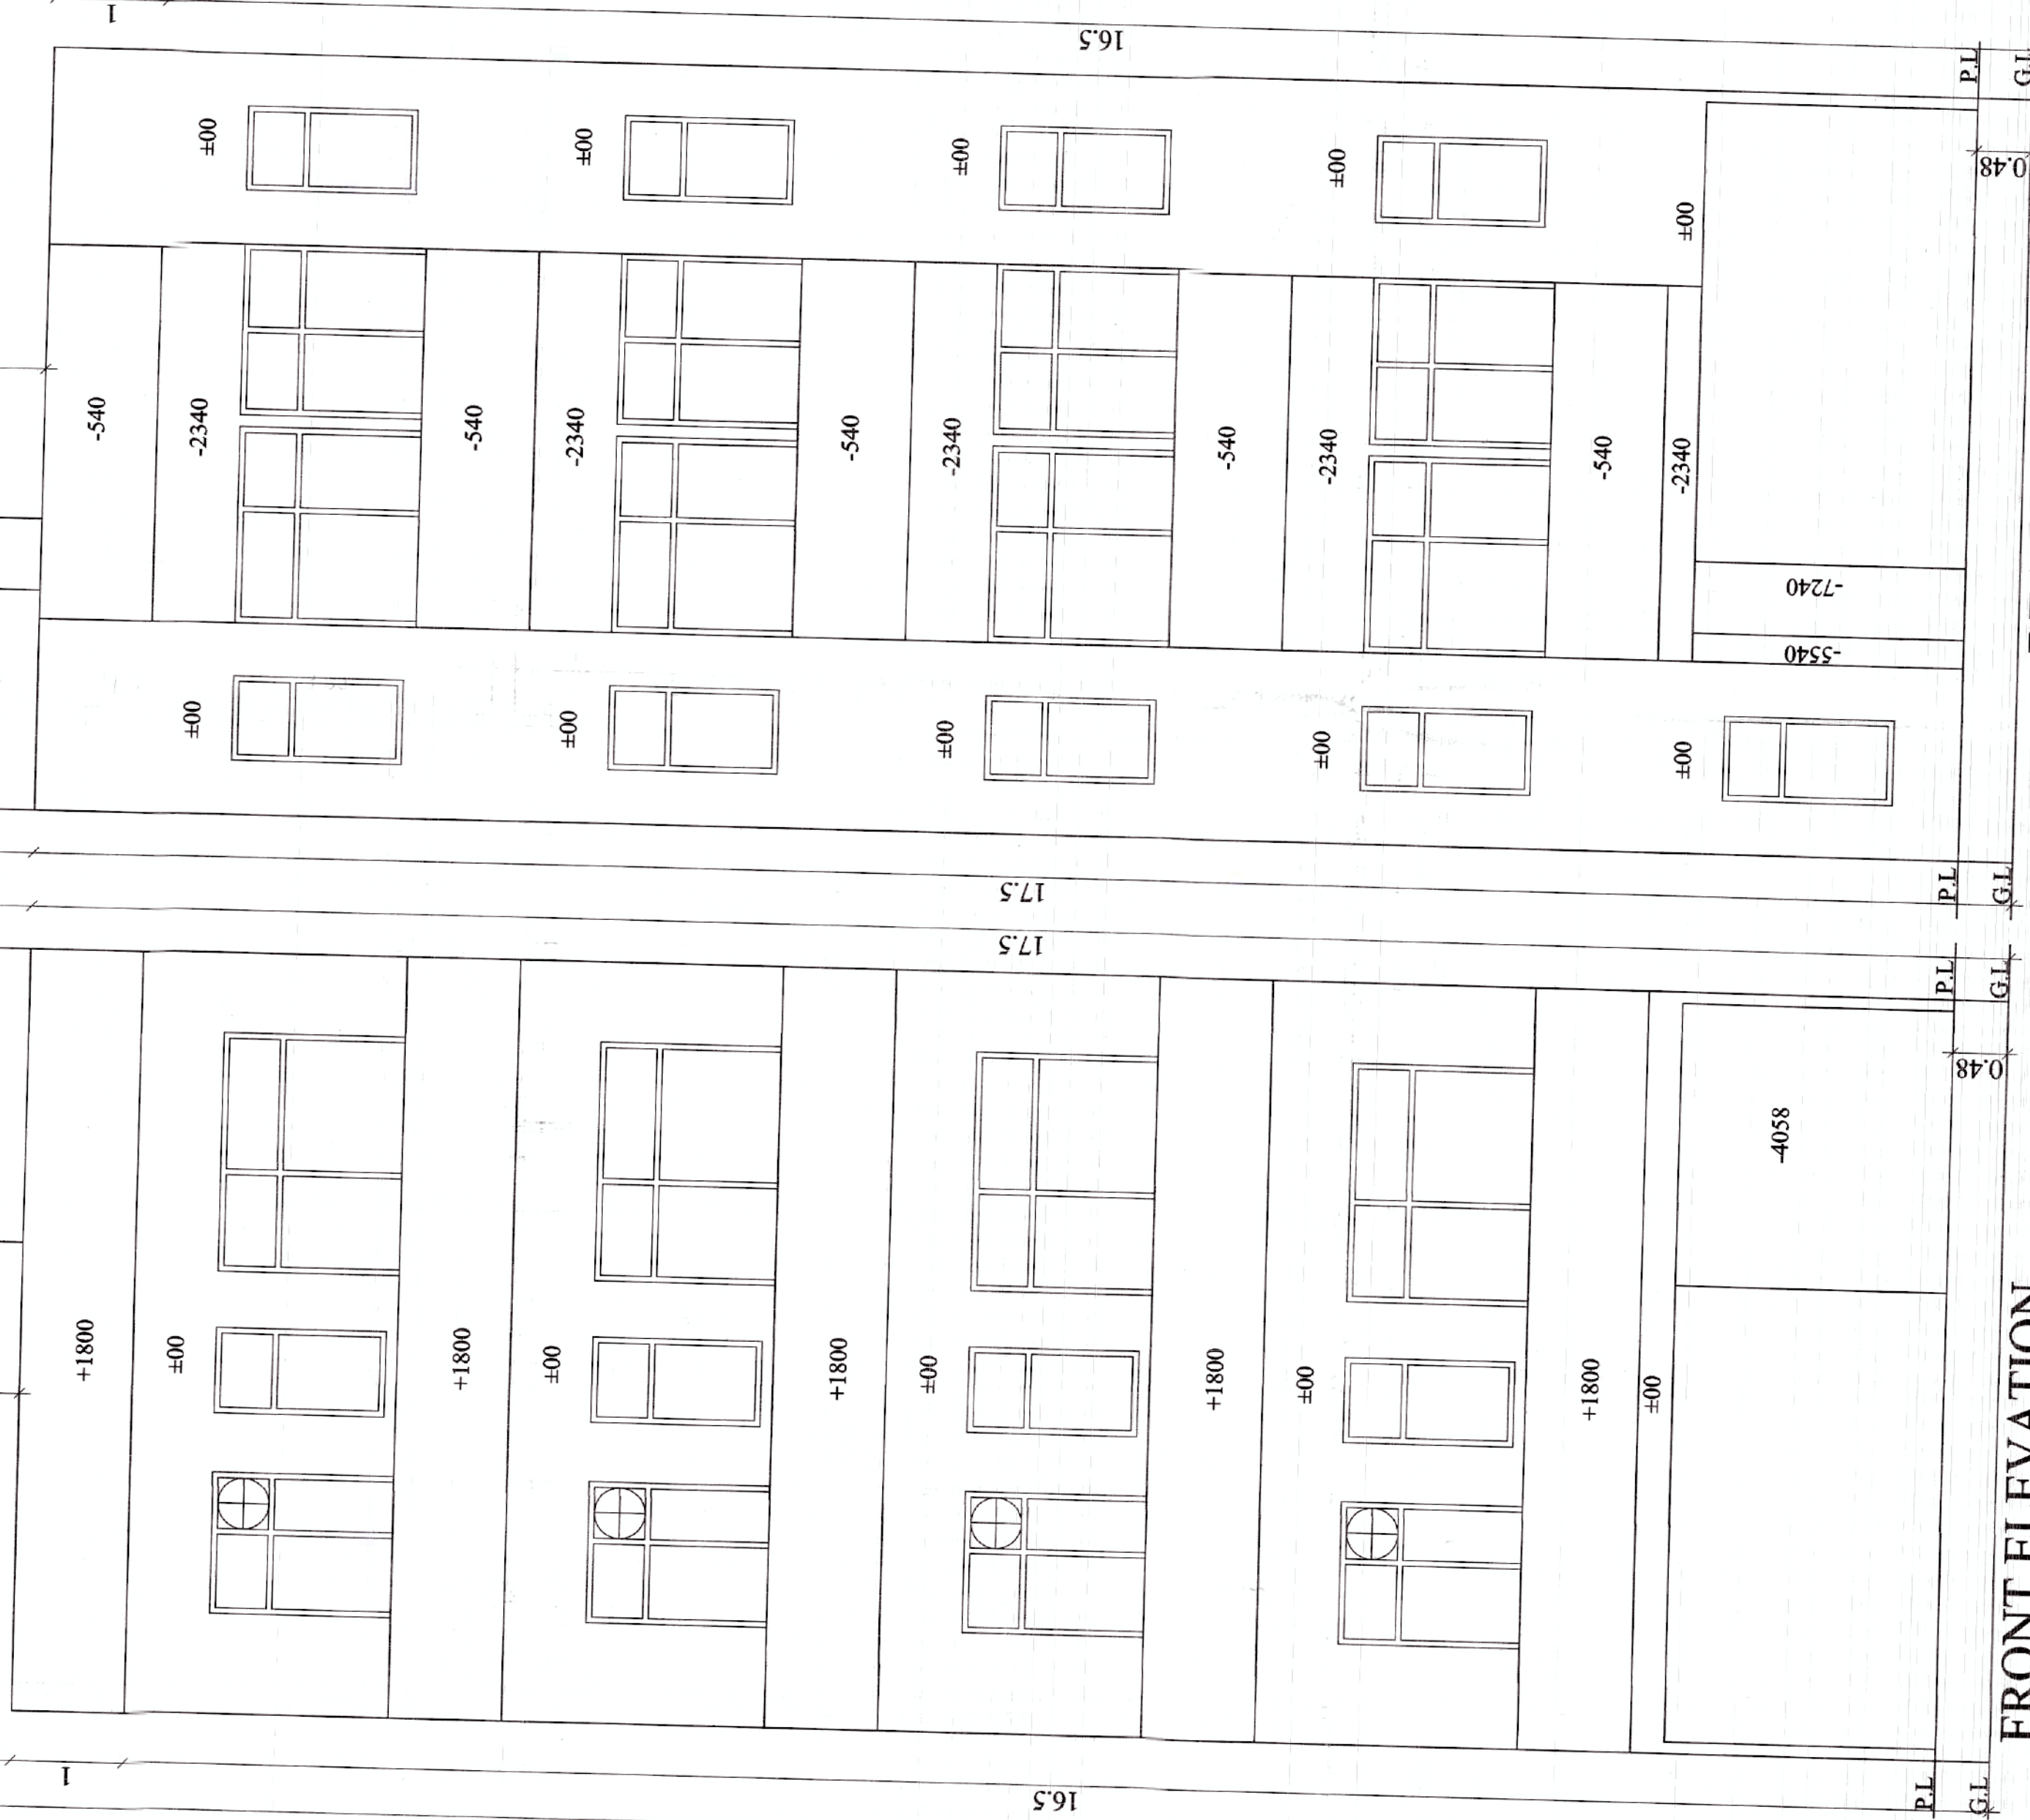 1 +1800 -540 1
±00 ±00 -2340 ±00
+1800 -540
±00 ±00 -2340 ±00
+1800 -540
±00 ±00 -2340 ±00
16.5 17.5 17.5 16.5
+1800 -540
±00 ±00 -2340 ±00
+1800 -540
±00 ±00 -2340 ±00
-4058 -5540 -7240
P.L P.L P.L P.L
0.48 0.48
G.L G.L G.L G.L
FRONT ELEVATION